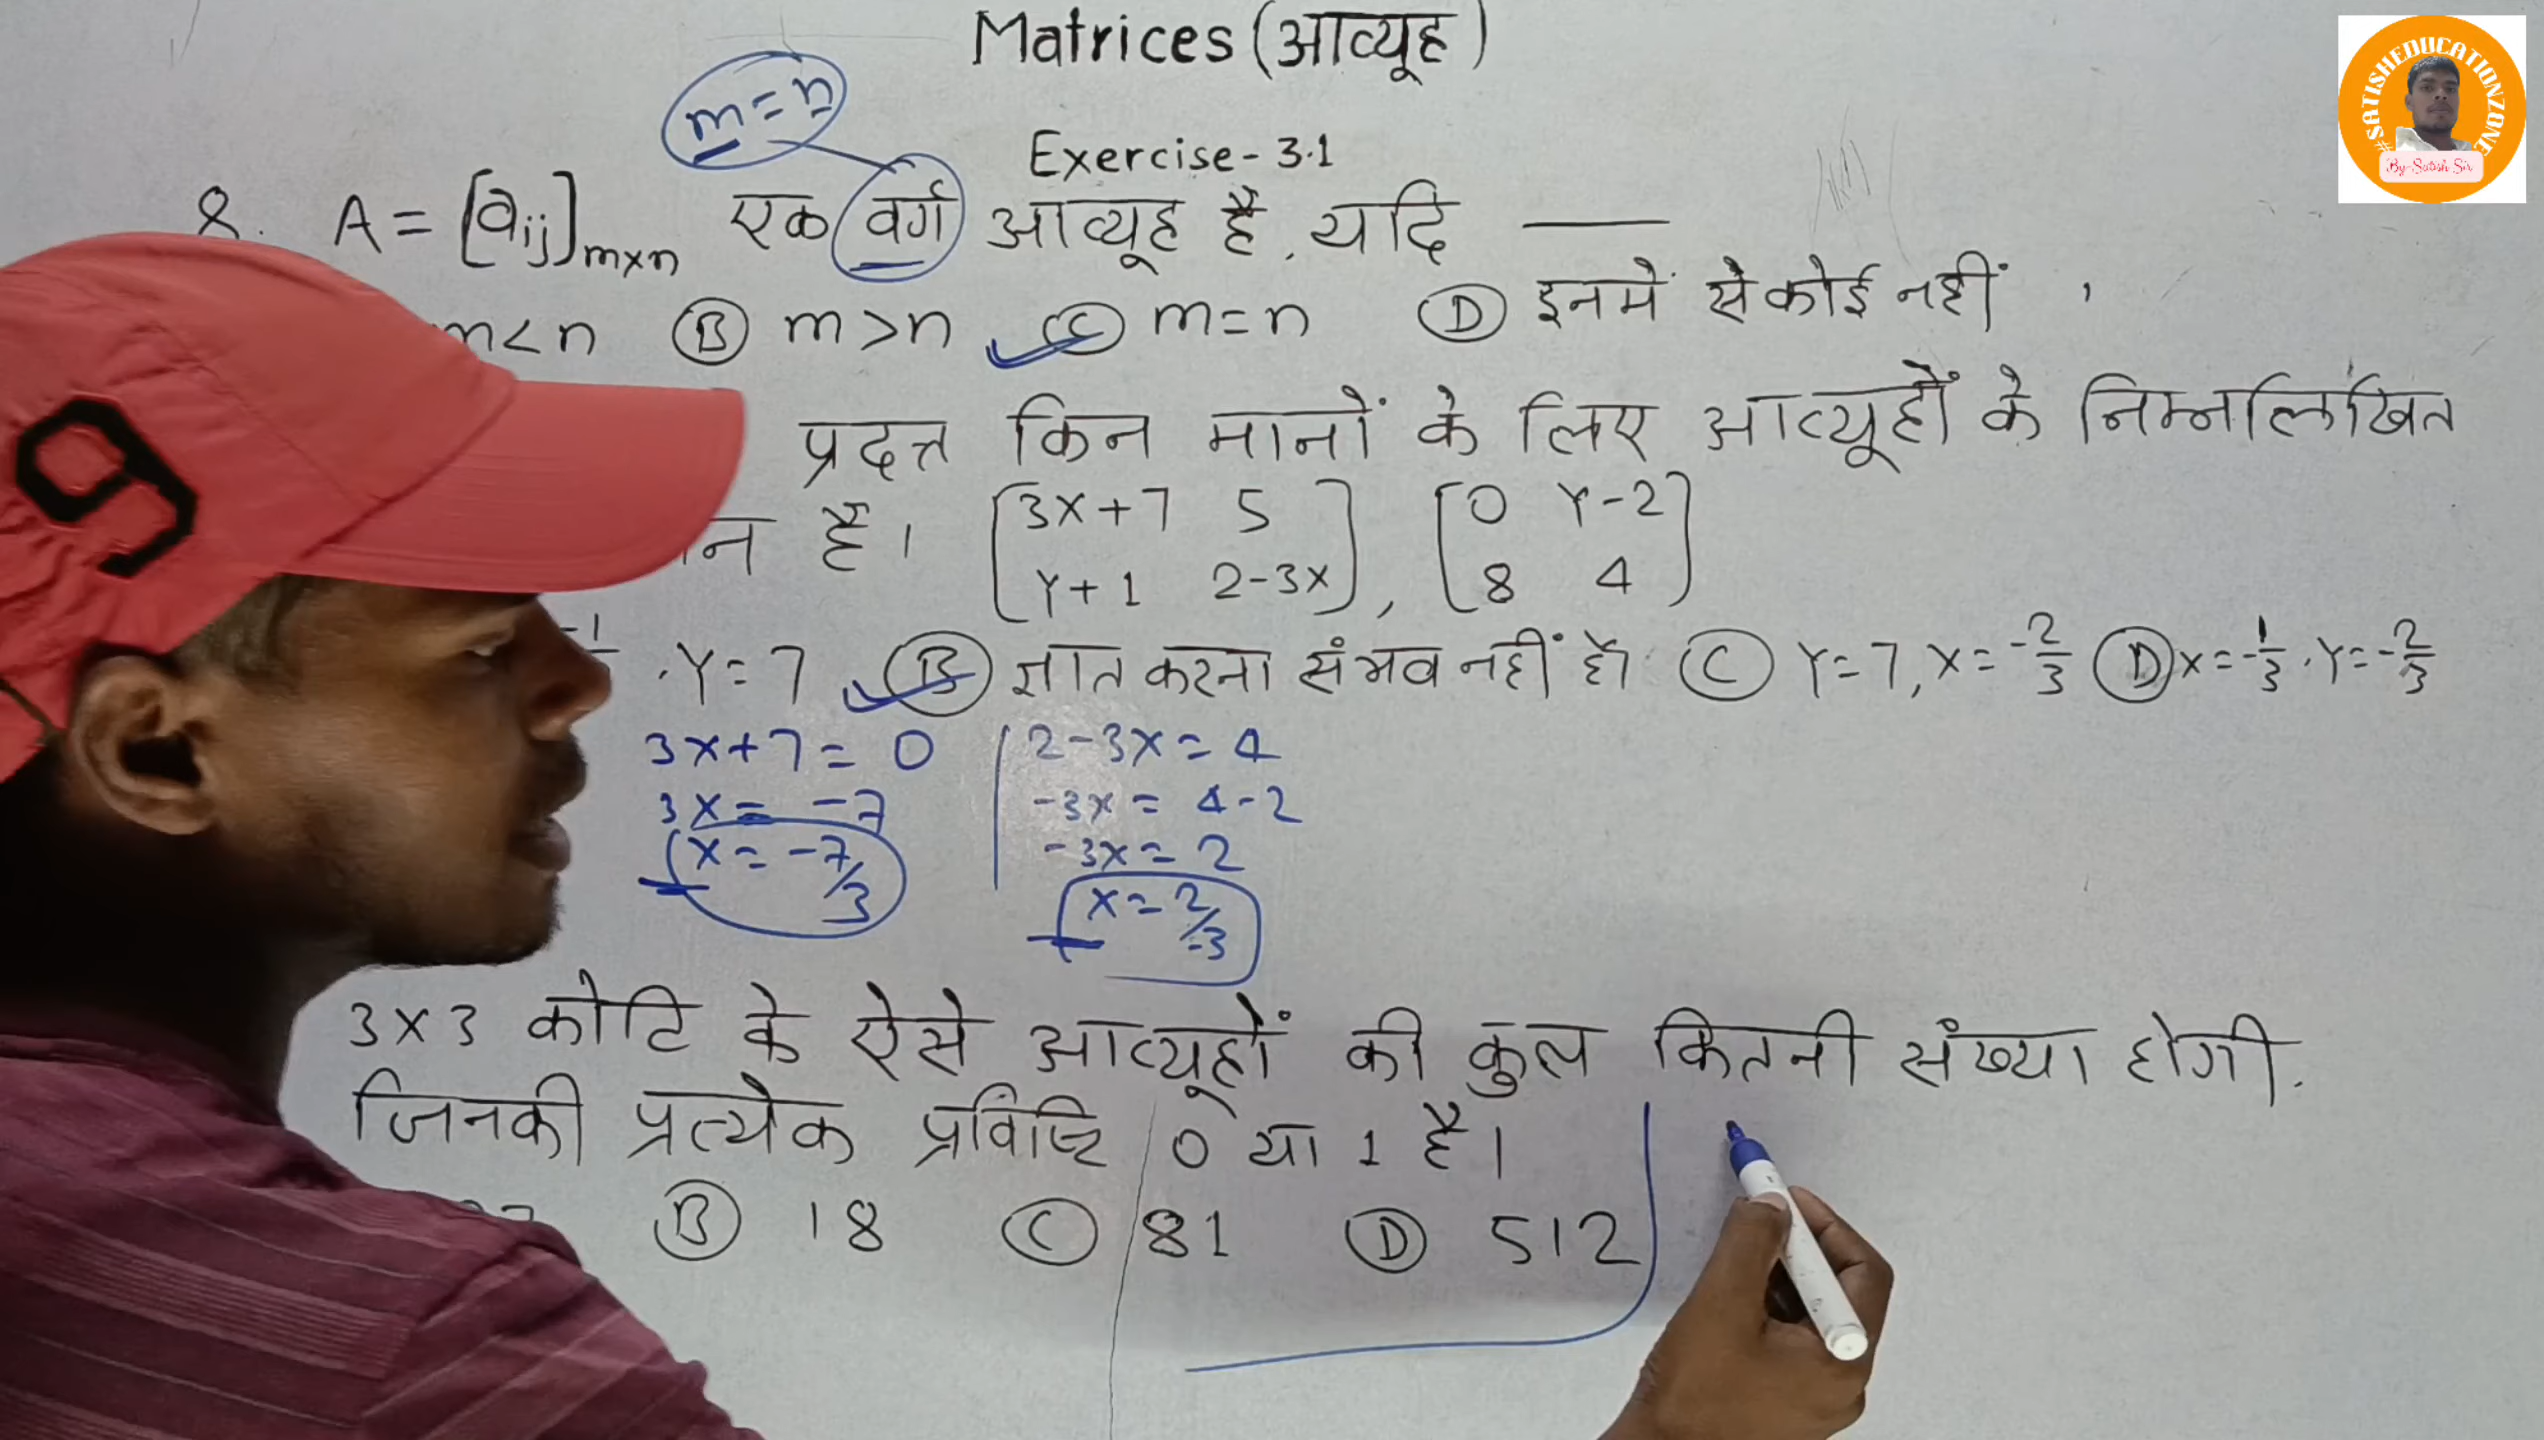 Matrices (आव्यूह)
m = n
Exercise - 3.1
8. A = [aij]m×n एक वर्ग आव्यूह है, यदि ____
m < n Ⓑ m > n Ⓒ m = n Ⓓ इनमें से कोई नहीं
प्रदत्त किन मानों के लिए आव्यूहों के निम्नलिखित
न है। [3x+7 5
y+1 2-3x], [0 y-2
8 4]
-1 . y = 7 Ⓑ ज्ञात करना संभव नहीं है। Ⓒ y = 7, x = -2/3 Ⓓ x = -1/3 . y = -2/3
3x+7 = 0
3x = -7
x = -7/3
2-3x = 4
-3x = 4-2
-3x = 2
x = 2/-3
3×3 कोटि के ऐसे आव्यूहों की कुल कितनी संख्या होगी.
जिनकी प्रत्येक प्रविष्टि 0 या 1 है।
Ⓑ 18 Ⓒ 81 Ⓓ 512
#SATISHEDUCATIONZONE
By-Satish Sir
9